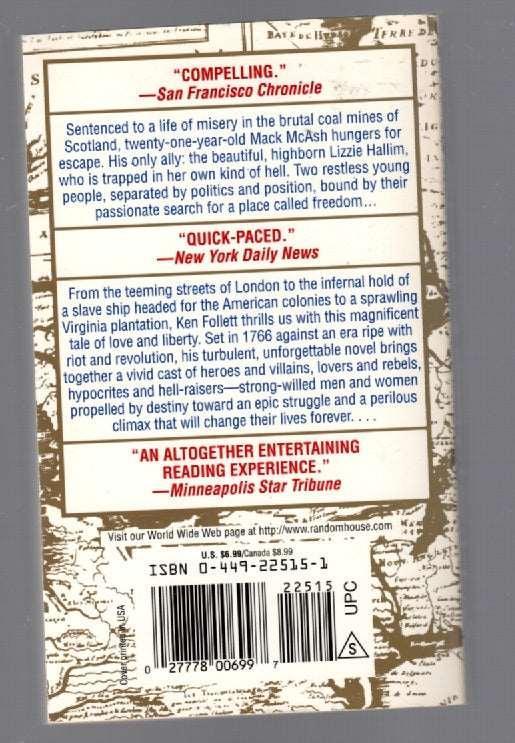 BAYE DE HU
TERRE D
S
"COMPELLING."
—San Francisco Chronicle
Sentenced to a life of misery in the brutal coal mines of
Scotland, twenty-one-year-old Mack McAsh hungers for
escape. His only ally: the beautiful, highborn Lizzie Hallim,
who is trapped in her own kind of hell. Two restless young
people, separated by politics and position, bound by their
passionate search for a place called freedom...
"QUICK-PACED."
—New York Daily News
From the teeming streets of London to the infernal hold of
a slave ship headed for the American colonies to a sprawling
Virginia plantation, Ken Follett thrills us with this magnificent
tale of love and liberty. Set in 1766 against an era ripe with
riot and revolution, his turbulent, unforgettable novel brings
together a vivid cast of heroes and villains, lovers and rebels,
hypocrites and hell-raisers—strong-willed men and women
propelled by destiny toward an epic struggle and a perilous
climax that will change their lives forever. . . .
"AN ALTOGETHER ENTERTAINING
READING EXPERIENCE."
—Minneapolis Star Tribune
Visit our World Wide Web page at http://www.randomhouse.com
U.S. $6.99/Canada $8.99
ISBN 0-449-22515-1
22515
UPC
S
0 27778 00699 7
Cover printed in USA